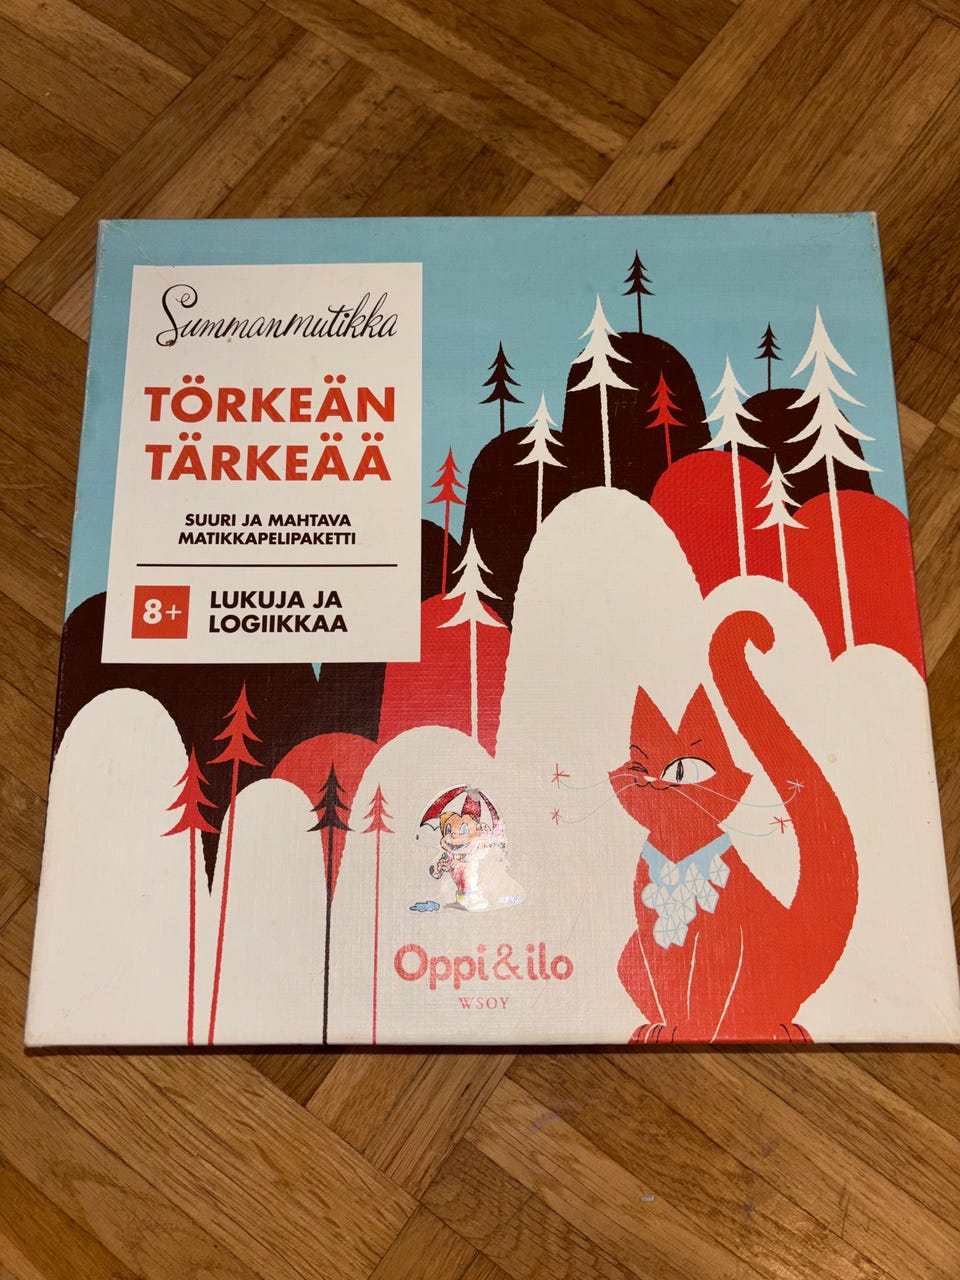 Summanmutikka
TÖRKEÄN
TÄRKEÄÄ
SUURI JA MAHTAVA
MATIKKAPELIPAKETTI
8+
LUKUJA JA
LOGIIKKAA
Oppi&ilo
WSOY